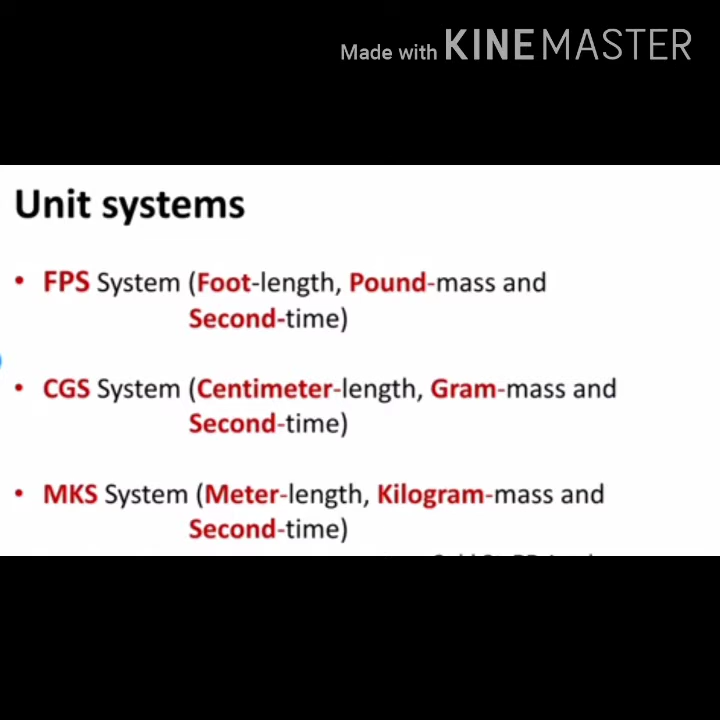 Made with KINEMASTER
Unit systems
• FPS System (Foot-length, Pound-mass and
Second-time)
• CGS System (Centimeter-length, Gram-mass and
Second-time)
• MKS System (Meter-length, Kilogram-mass and
Second-time)